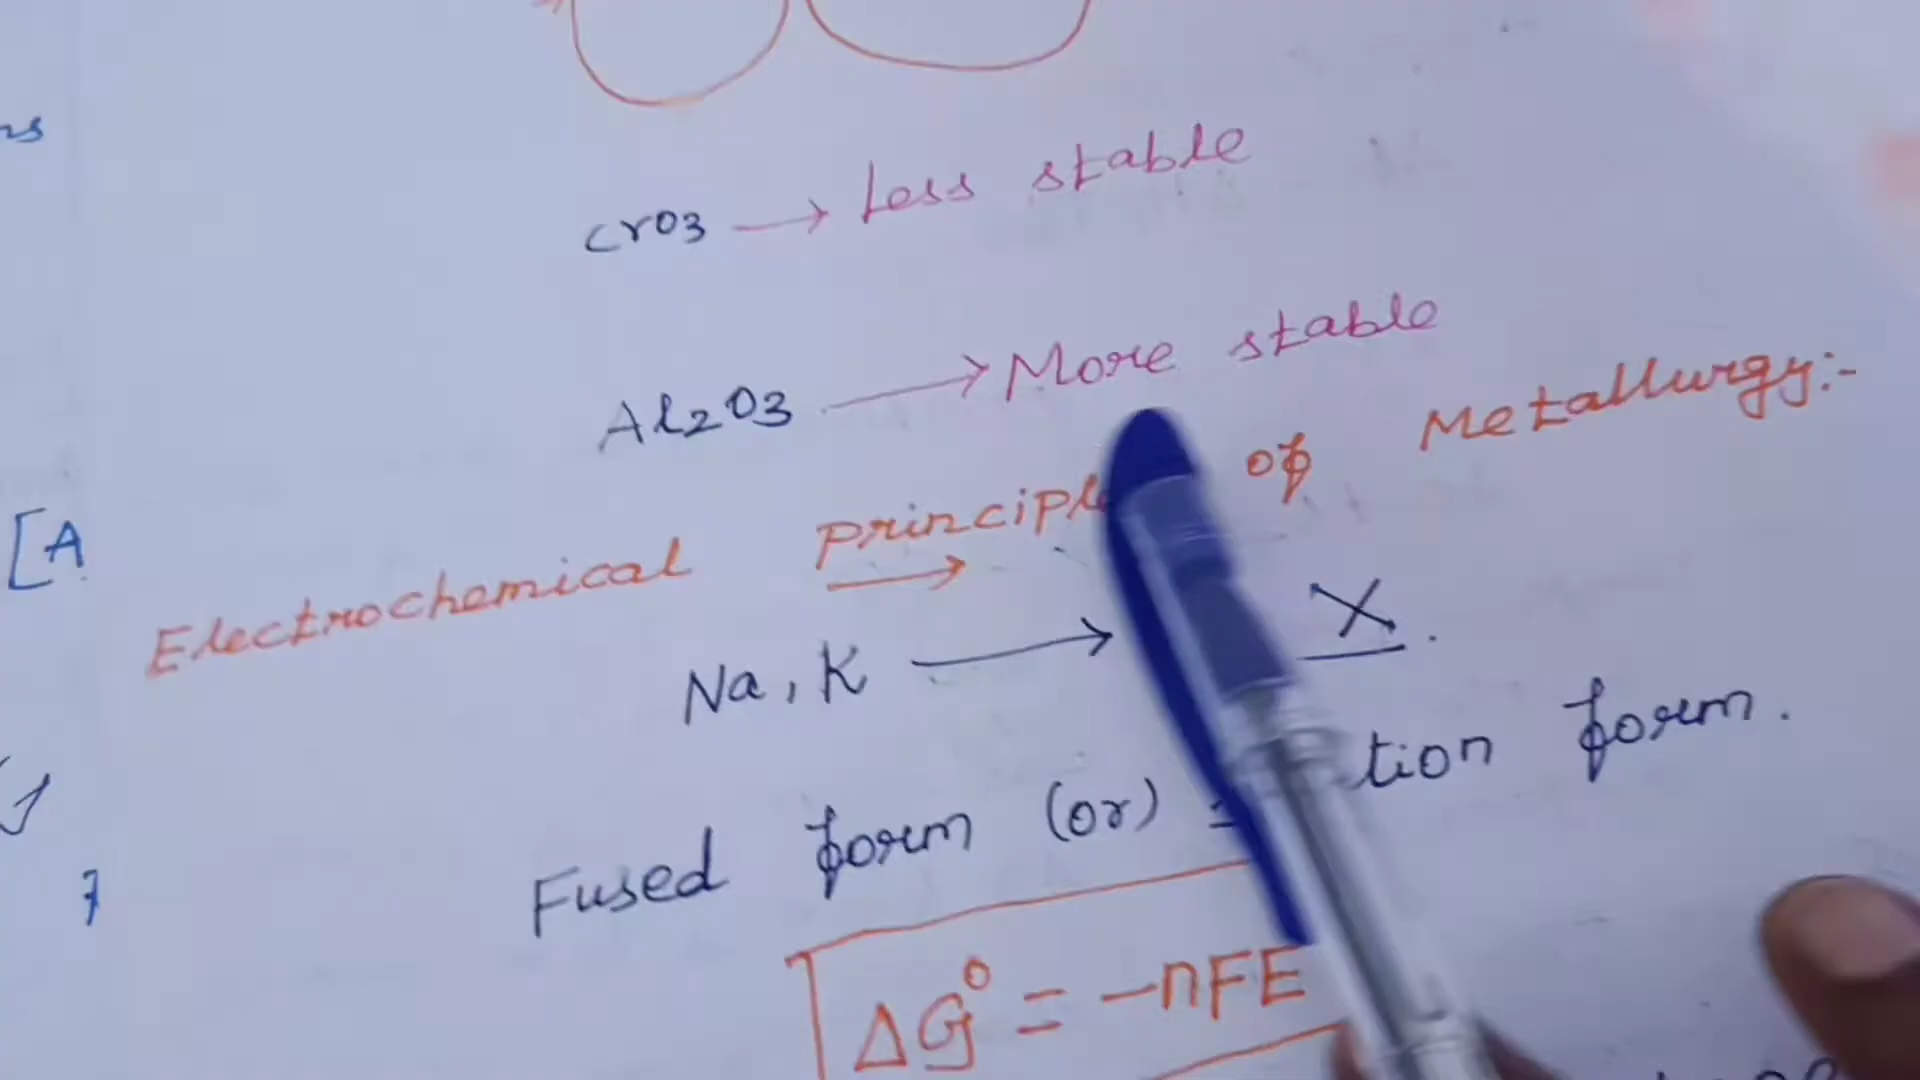 CrO3 → Less stable
Al2O3 → More stable
[A
Electrochemical principle of Metallurgy:-
Na, K → X.
Fused form (or) tion form.
ΔG° = -nFE